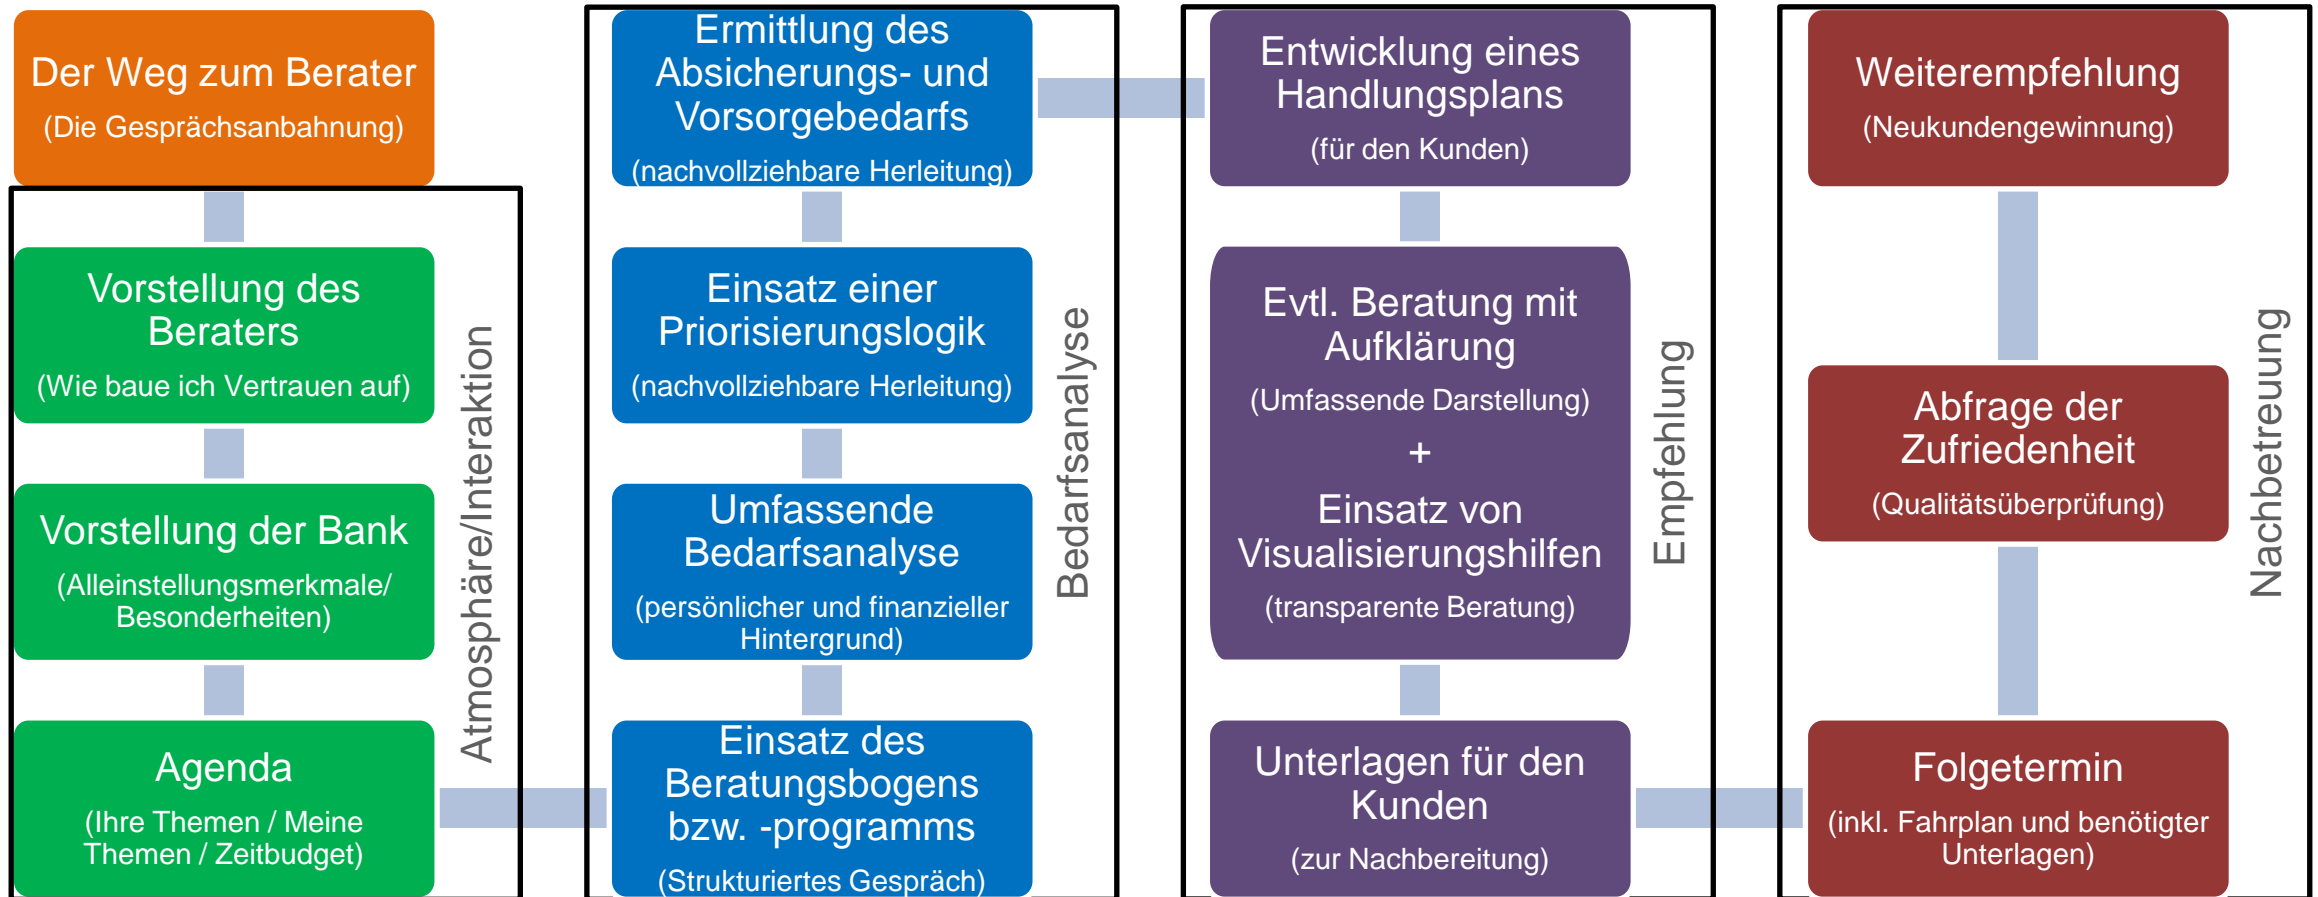 Der Weg zum Berater
(Die Gesprächsanbahnung)
Vorstellung des
Beraters
(Wie baue ich Vertrauen auf)
Vorstellung der Bank
(Alleinstellungsmerkmale/
Besonderheiten)
Agenda
(Ihre Themen / Meine
Themen / Zeitbudget)
Atmosphäre/Interaktion
Ermittlung des
Absicherungs- und
Vorsorgebedarfs
(nachvollziehbare Herleitung)
Einsatz einer
Priorisierungslogik
(nachvollziehbare Herleitung)
Umfassende
Bedarfsanalyse
(persönlicher und finanzieller
Hintergrund)
Einsatz des
Beratungsbogens
bzw. -programms
(Strukturiertes Gespräch)
Bedarfsanalyse
Entwicklung eines
Handlungsplans
(für den Kunden)
Evtl. Beratung mit
Aufklärung
(Umfassende Darstellung)
+
Einsatz von
Visualisierungshilfen
(transparente Beratung)
Unterlagen für den
Kunden
(zur Nachbereitung)
Empfehlung
Weiterempfehlung
(Neukundengewinnung)
Abfrage der
Zufriedenheit
(Qualitätsüberprüfung)
Folgetermin
(inkl. Fahrplan und benötigter
Unterlagen)
Nachbetreuung